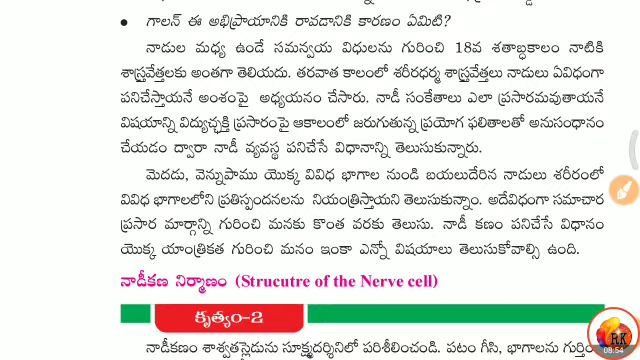 • గాలన్ ఈ అభిప్రాయానికి రావడానికి కారణం ఏమిటి?
నాడుల మధ్య ఉండే సమన్వయ విధులను గురించి 18వ శతాబ్దకాలం నాటికి
శాస్త్రవేత్తలకు అంతగా తెలియదు. తరవాత కాలంలో శరీరధర్మ శాస్త్రవేత్తలు నాడులు ఏవిధంగా
పనిచేస్తాయనే అంశంపై అధ్యయనం చేసారు. నాడీ సంకేతాలు ఎలా ప్రసారమవుతాయనే
విషయాన్ని విద్యుచ్ఛక్తి ప్రసారంపై ఆకాలంలో జరుగుతున్న ప్రయోగ ఫలితాలతో అనుసంధానం
చేయడం ద్వారా నాడీ వ్యవస్థ పనిచేసే విధానాన్ని తెలుసుకున్నారు.
మెదడు, వెన్నుపాము యొక్క వివిధ భాగాల నుండి బయలుదేరిన నాడులు శరీరంలో
వివిధ భాగాలలోని ప్రతిస్పందనలను నియంత్రిస్తాయని తెలుసుకున్నాం. అదేవిధంగా సమాచార
ప్రసార మార్గాన్ని గురించి మనకు కొంత వరకు తెలుసు. నాడీ కణం పనిచేసే విధానం
యొక్క యాంత్రికత గురించి మనం ఇంకా ఎన్నో విషయాలు తెలుసుకోవాల్సి ఉంది.
నాడీకణ నిర్మాణం (Strucutre of the Nerve cell)
కృత్యం-2
నాడీకణం శాశ్వతస్లైడును సూక్ష్మదర్శినిలో పరిశీలించండి. పటం గీసి, భాగాలను
RK
08:54